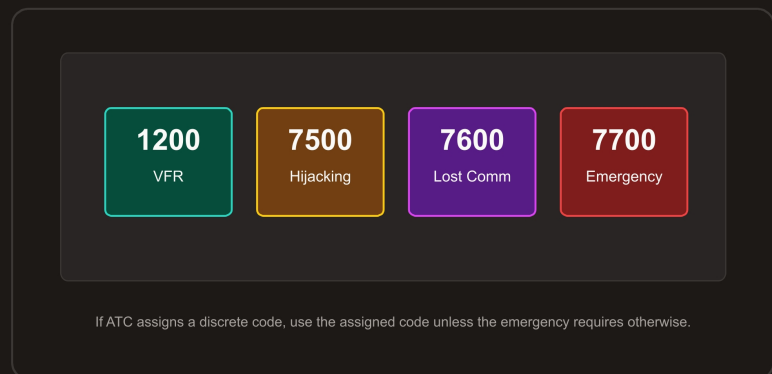 1200
VFR
7500
Hijacking
7600
Lost Comm
7700
Emergency
If ATC assigns a discrete code, use the assigned code unless the emergency requires otherwise.